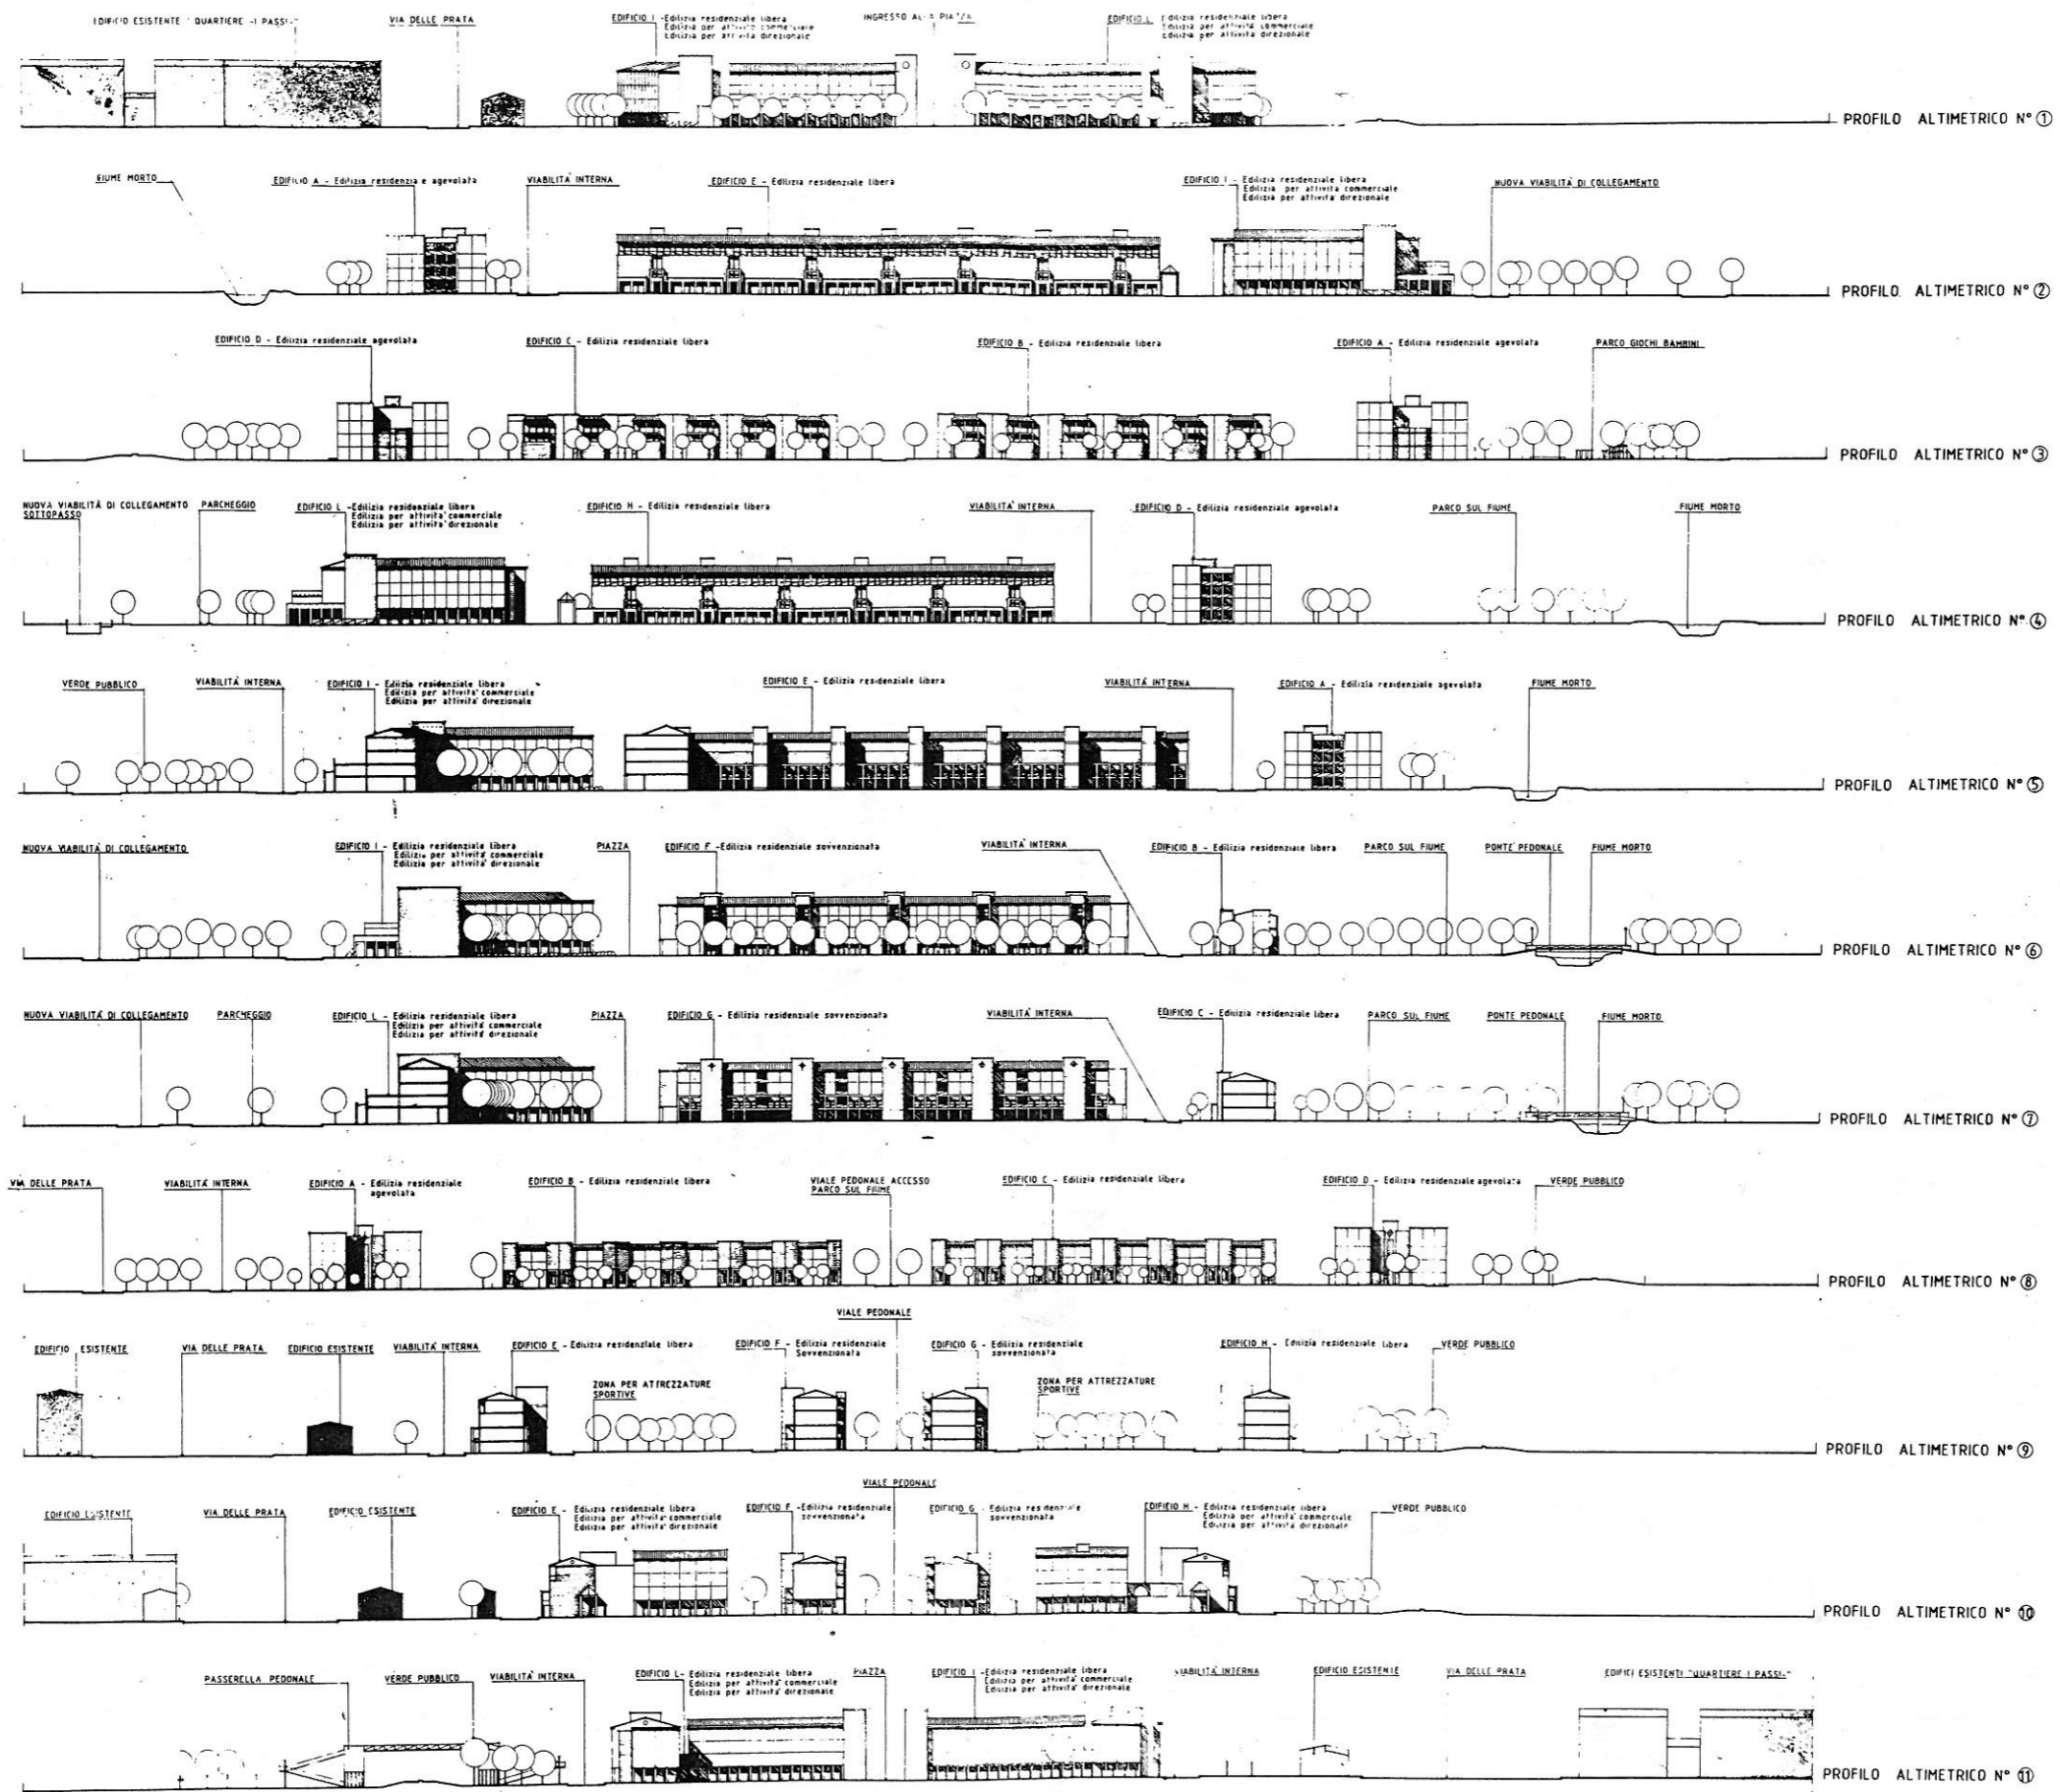 EDIFICIO ESISTENTE "QUARTIERE -I PASSI-"
VIA DELLE PRATA
EDIFICIO I - Edilizia residenziale libera
Edilizia per attività commerciale
Edilizia per attività direzionale
INGRESSO ALLA PIAZZA
EDIFICIO L Edilizia residenziale libera
Edilizia per attività commerciale
Edilizia per attività direzionale
PROFILO ALTIMETRICO N° 1
FIUME MORTO
EDIFICIO A - Edilizia residenziale agevolata
VIABILITÀ INTERNA
EDIFICIO E - Edilizia residenziale libera
EDIFICIO I - Edilizia residenziale libera
Edilizia per attività commerciale
Edilizia per attività direzionale
NUOVA VIABILITÀ DI COLLEGAMENTO
PROFILO ALTIMETRICO N° 2
EDIFICIO D - Edilizia residenziale agevolata
EDIFICIO C - Edilizia residenziale libera
EDIFICIO B - Edilizia residenziale libera
EDIFICIO A - Edilizia residenziale agevolata
PARCO GIOCHI BAMBINI
PROFILO ALTIMETRICO N° 3
NUOVA VIABILITÀ DI COLLEGAMENTO
SOTTOPASSO
PARCHEGGIO
EDIFICIO L - Edilizia residenziale libera
Edilizia per attività commerciale
Edilizia per attività direzionale
EDIFICIO H - Edilizia residenziale libera
VIABILITÀ INTERNA
EDIFICIO D - Edilizia residenziale agevolata
PARCO SUL FIUME
FIUME MORTO
PROFILO ALTIMETRICO N° 4
VERDE PUBBLICO
VIABILITÀ INTERNA
EDIFICIO I - Edilizia residenziale libera
Edilizia per attività commerciale
Edilizia per attività direzionale
EDIFICIO E - Edilizia residenziale libera
VIABILITÀ INTERNA
EDIFICIO A - Edilizia residenziale agevolata
FIUME MORTO
PROFILO ALTIMETRICO N° 5
NUOVA VIABILITÀ DI COLLEGAMENTO
EDIFICIO I - Edilizia residenziale libera
Edilizia per attività commerciale
Edilizia per attività direzionale
PIAZZA
EDIFICIO F - Edilizia residenziale sovvenzionata
VIABILITÀ INTERNA
EDIFICIO B - Edilizia residenziale libera
PARCO SUL FIUME
PONTE PEDONALE
FIUME MORTO
PROFILO ALTIMETRICO N° 6
NUOVA VIABILITÀ DI COLLEGAMENTO
PARCHEGGIO
EDIFICIO L - Edilizia residenziale libera
Edilizia per attività commerciale
Edilizia per attività direzionale
PIAZZA
EDIFICIO G - Edilizia residenziale sovvenzionata
VIABILITÀ INTERNA
EDIFICIO C - Edilizia residenziale libera
PARCO SUL FIUME
PONTE PEDONALE
FIUME MORTO
PROFILO ALTIMETRICO N° 7
VIA DELLE PRATA
VIABILITÀ INTERNA
EDIFICIO A - Edilizia residenziale
agevolata
EDIFICIO B - Edilizia residenziale libera
VIALE PEDONALE ACCESSO
PARCO SUL FIUME
EDIFICIO C - Edilizia residenziale libera
EDIFICIO D - Edilizia residenziale agevolata
VERDE PUBBLICO
PROFILO ALTIMETRICO N° 8
VIALE PEDONALE
EDIFICIO ESISTENTE
VIA DELLE PRATA
EDIFICIO ESISTENTE
VIABILITÀ INTERNA
EDIFICIO E - Edilizia residenziale libera
EDIFICIO F - Edilizia residenziale
Sovvenzionata
EDIFICIO G - Edilizia residenziale
sovvenzionata
EDIFICIO H - Edilizia residenziale libera
VERDE PUBBLICO
ZONA PER ATTREZZATURE
SPORTIVE
ZONA PER ATTREZZATURE
SPORTIVE
PROFILO ALTIMETRICO N° 9
VIALE PEDONALE
EDIFICIO ESISTENTE
VIA DELLE PRATA
EDIFICIO ESISTENTE
EDIFICIO E - Edilizia residenziale libera
Edilizia per attività commerciale
Edilizia per attività direzionale
EDIFICIO F - Edilizia residenziale
sovvenzionata
EDIFICIO G - Edilizia residenziale
sovvenzionata
EDIFICIO H - Edilizia residenziale libera
Edilizia per attività commerciale
Edilizia per attività direzionale
VERDE PUBBLICO
PROFILO ALTIMETRICO N° 10
PASSERELLA PEDONALE
VERDE PUBBLICO
VIABILITÀ INTERNA
EDIFICIO L - Edilizia residenziale libera
Edilizia per attività commerciale
Edilizia per attività direzionale
PIAZZA
EDIFICIO I - Edilizia residenziale libera
Edilizia per attività commerciale
Edilizia per attività direzionale
VIABILITÀ INTERNA
EDIFICIO ESISTENTE
VIA DELLE PRATA
EDIFICI ESISTENTI "QUARTIERE I PASSI-"
PROFILO ALTIMETRICO N° 11